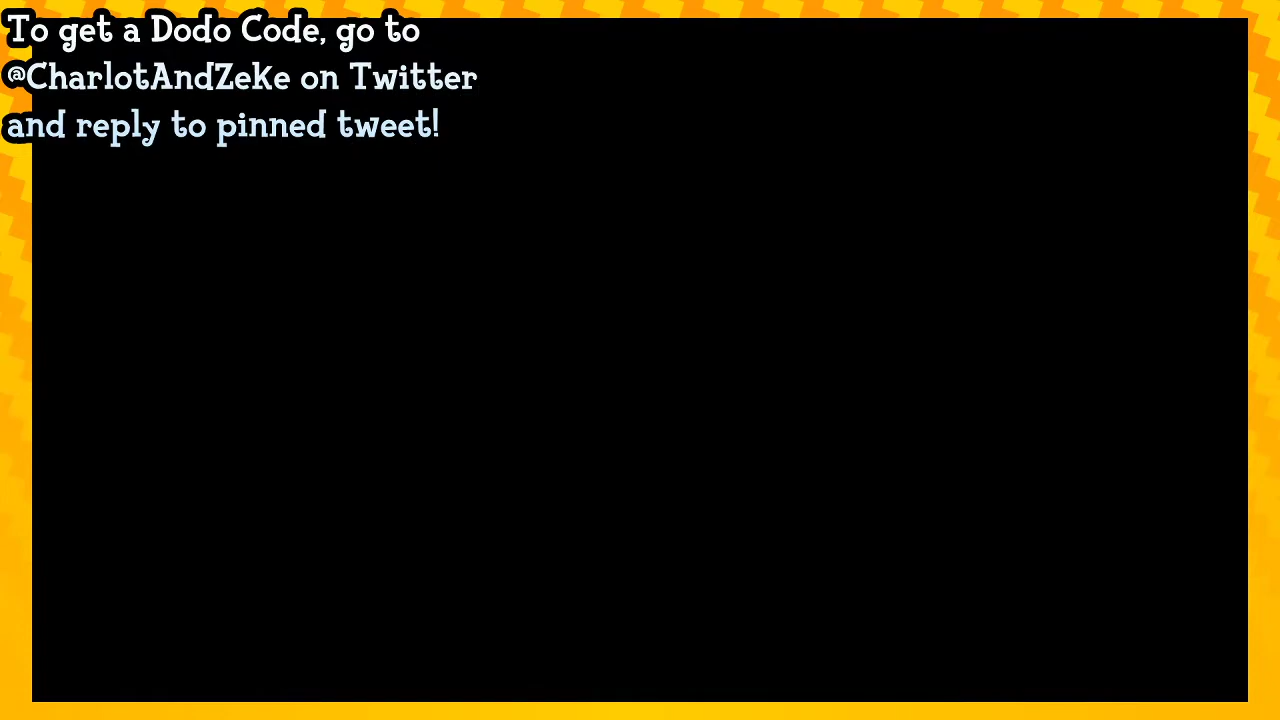 To get a Dodo Code, go to
@CharlotAndZeke on Twitter
and reply to pinned tweet!